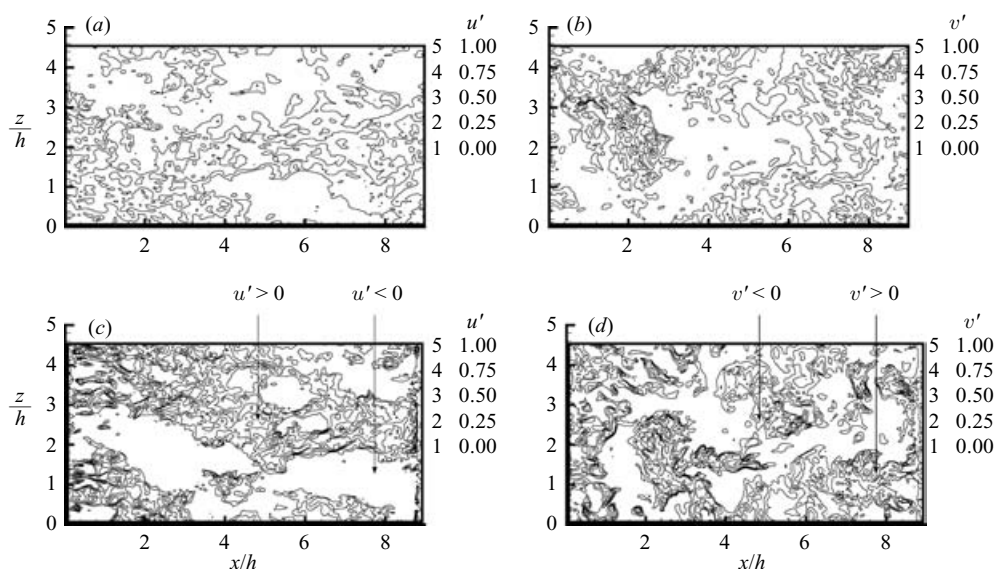 (a) u′ (b) v′
5 5 1.00 5 5 1.00
4 4 0.75 4 4 0.75
3 3 0.50 3 3 0.50
z/h
2 2 0.25 2 2 0.25
1 1 0.00 1 1 0.00
0 0
2 4 6 8 2 4 6 8
u′ > 0 u′ < 0 v′ < 0 v′ > 0
(c) u′ (d) v′
5 5 1.00 5 5 1.00
4 4 0.75 4 4 0.75
3 3 0.50 3 3 0.50
z/h
2 2 0.25 2 2 0.25
1 1 0.00 1 1 0.00
0 0
2 4 6 8 2 4 6 8
x/h x/h